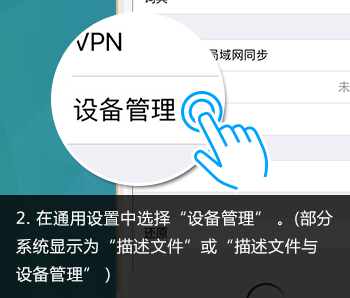 VPN
局域网同步
未
设备管理
还原
2. 在通用设置中选择“设备管理” 。(部分
系统显示为“描述文件”或“描述文件与
设备管理” )